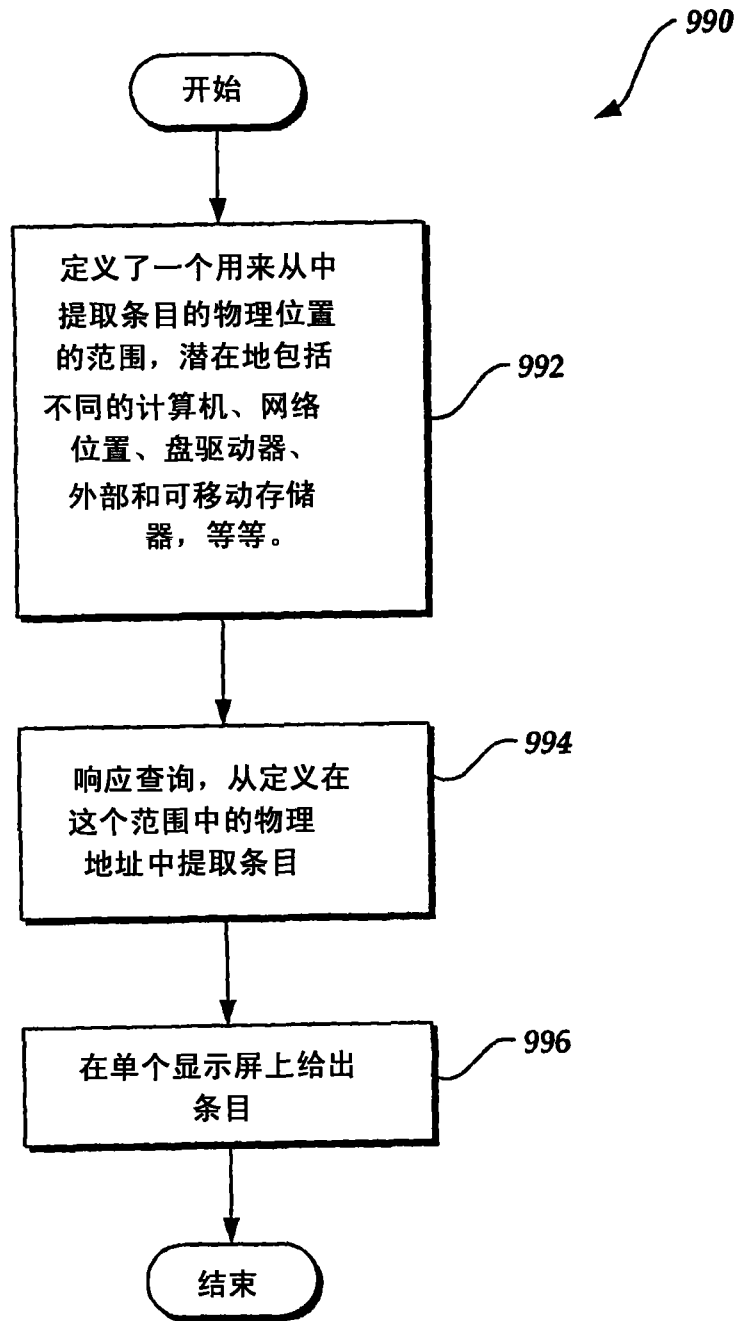 990
开始
定义了一个用来从中
提取条目的物理位置
的范围，潜在地包括
不同的计算机、网络
位置、盘驱动器、
外部和可移动存储
器，等等。
992
响应查询，从定义在
这个范围中的物理
地址中提取条目
994
在单个显示屏上给出
条目
996
结束